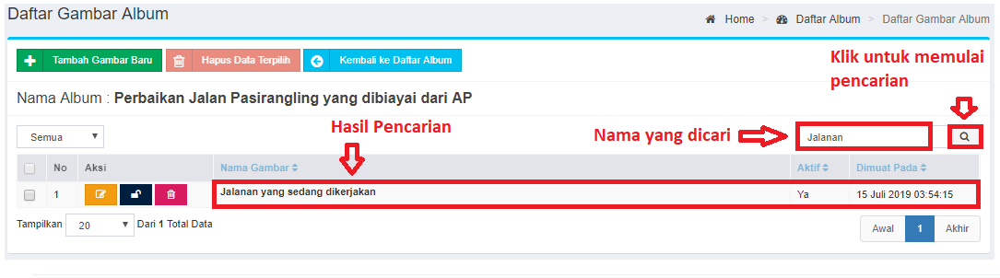 Daftar Gambar Album
Home > Daftar Album > Daftar Gambar Album
Tambah Gambar Baru Hapus Data Terpilih Kembali ke Daftar Album
Klik untuk memulai
pencarian
Nama Album : Perbaikan Jalan Pasirangling yang dibiayai dari AP
Hasil Pencarian
Nama yang dicari
Semua
Jalanan
No Aksi Nama Gambar Aktif Dimuat Pada
1 Jalanan yang sedang dikerjakan Ya 15 Juli 2019 03:54:15
Tampilkan 20 Dari 1 Total Data
Awal 1 Akhir